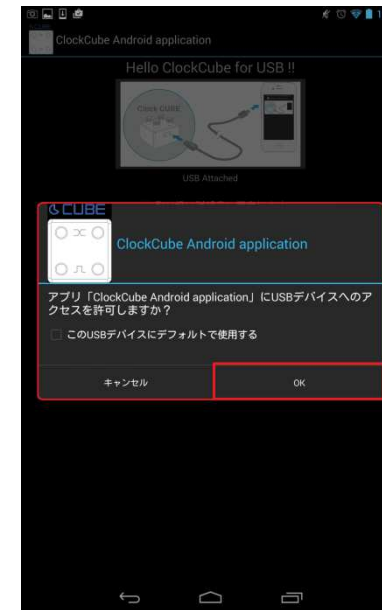 ClockCube Android application
Hello ClockCube for USB !!
Clock CUBE
USB Attached
CUBE
ClockCube Android application
アプリ「ClockCube Android application」にUSBデバイスへのア
クセスを許可しますか？
このUSBデバイスにデフォルトで使用する
キャンセル
OK